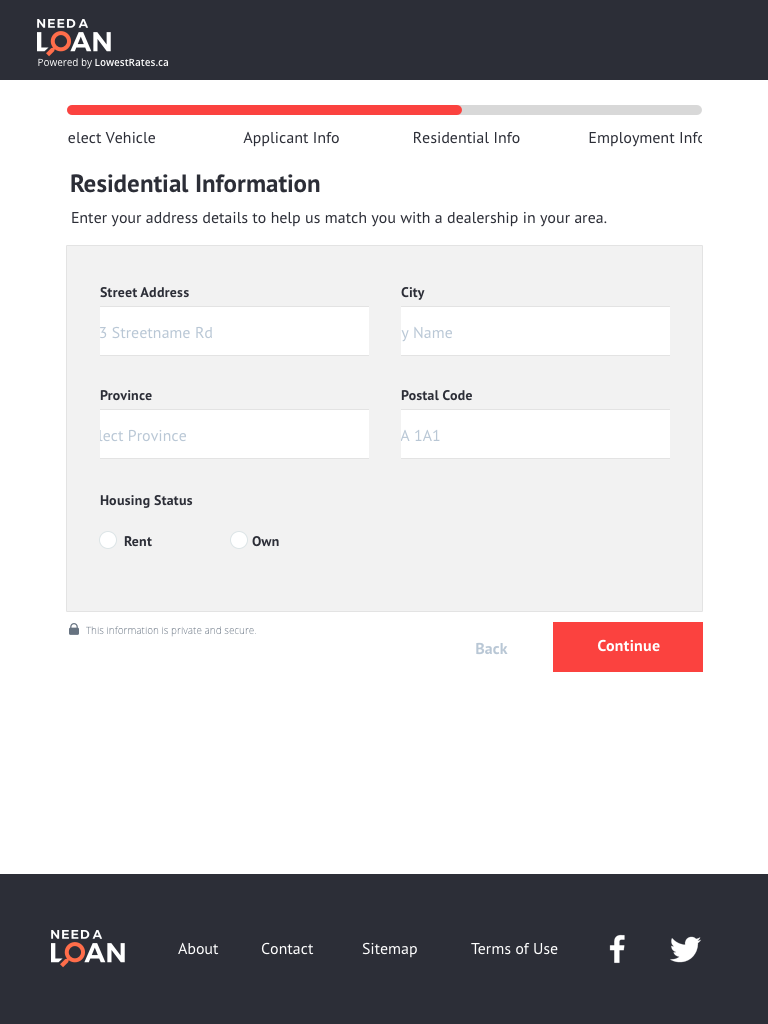 NEED A
LOAN
Powered by LowestRates.ca
elect Vehicle Applicant Info Residential Info Employment Info
Residential Information
Enter your address details to help us match you with a dealership in your area.
Street Address City
3 Streetname Rd y Name
Province Postal Code
lect Province A 1A1
Housing Status
Rent Own
This information is private and secure.
Back Continue
NEED A
LOAN
About Contact Sitemap Terms of Use